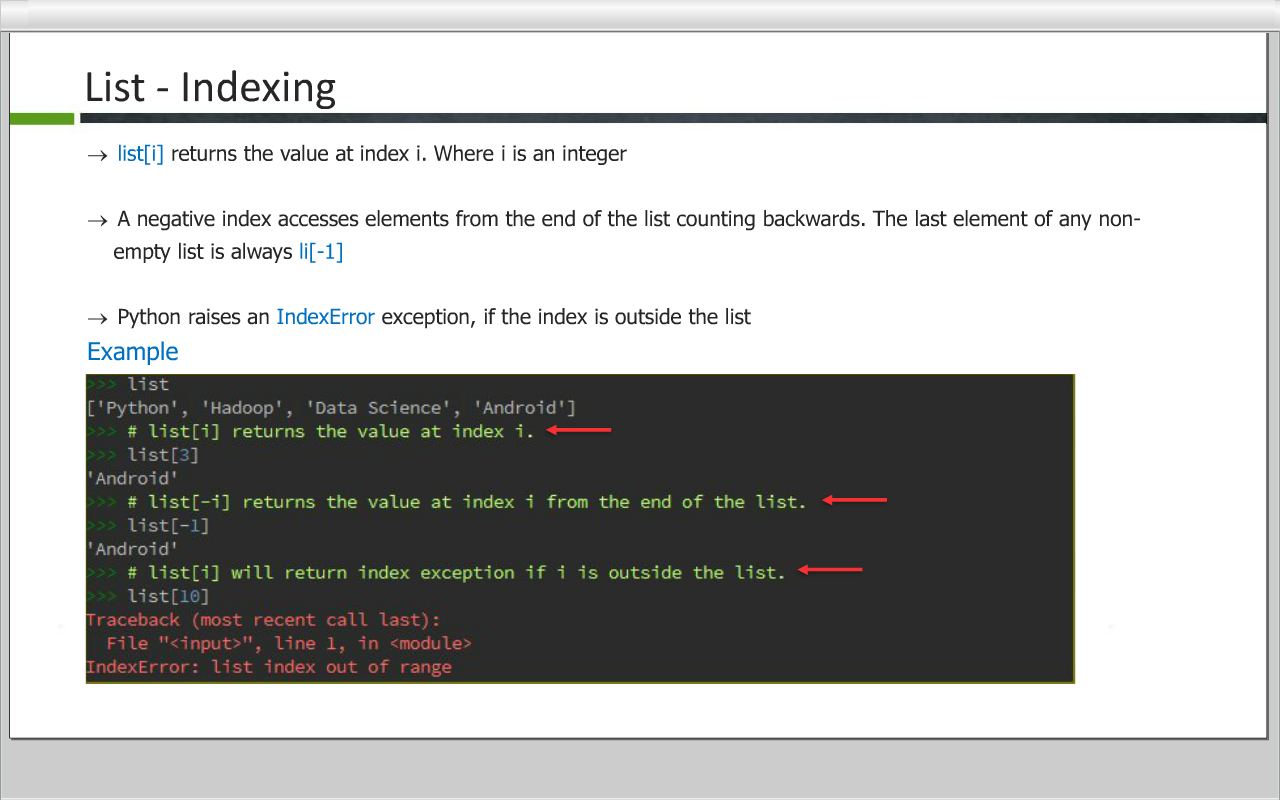 List - Indexing
→ list[i] returns the value at index i. Where i is an integer
→ A negative index accesses elements from the end of the list counting backwards. The last element of any non-
empty list is always li[-1]
→ Python raises an IndexError exception, if the index is outside the list
Example
>>> list
['Python', 'Hadoop', 'Data Science', 'Android']
>>> # list[i] returns the value at index i.
>>> list[3]
'Android'
>>> # list[-i] returns the value at index i from the end of the list.
>>> list[-1]
'Android'
>>> # list[i] will return index exception if i is outside the list.
>>> list[10]
Traceback (most recent call last):
  File "<input>", line 1, in <module>
IndexError: list index out of range